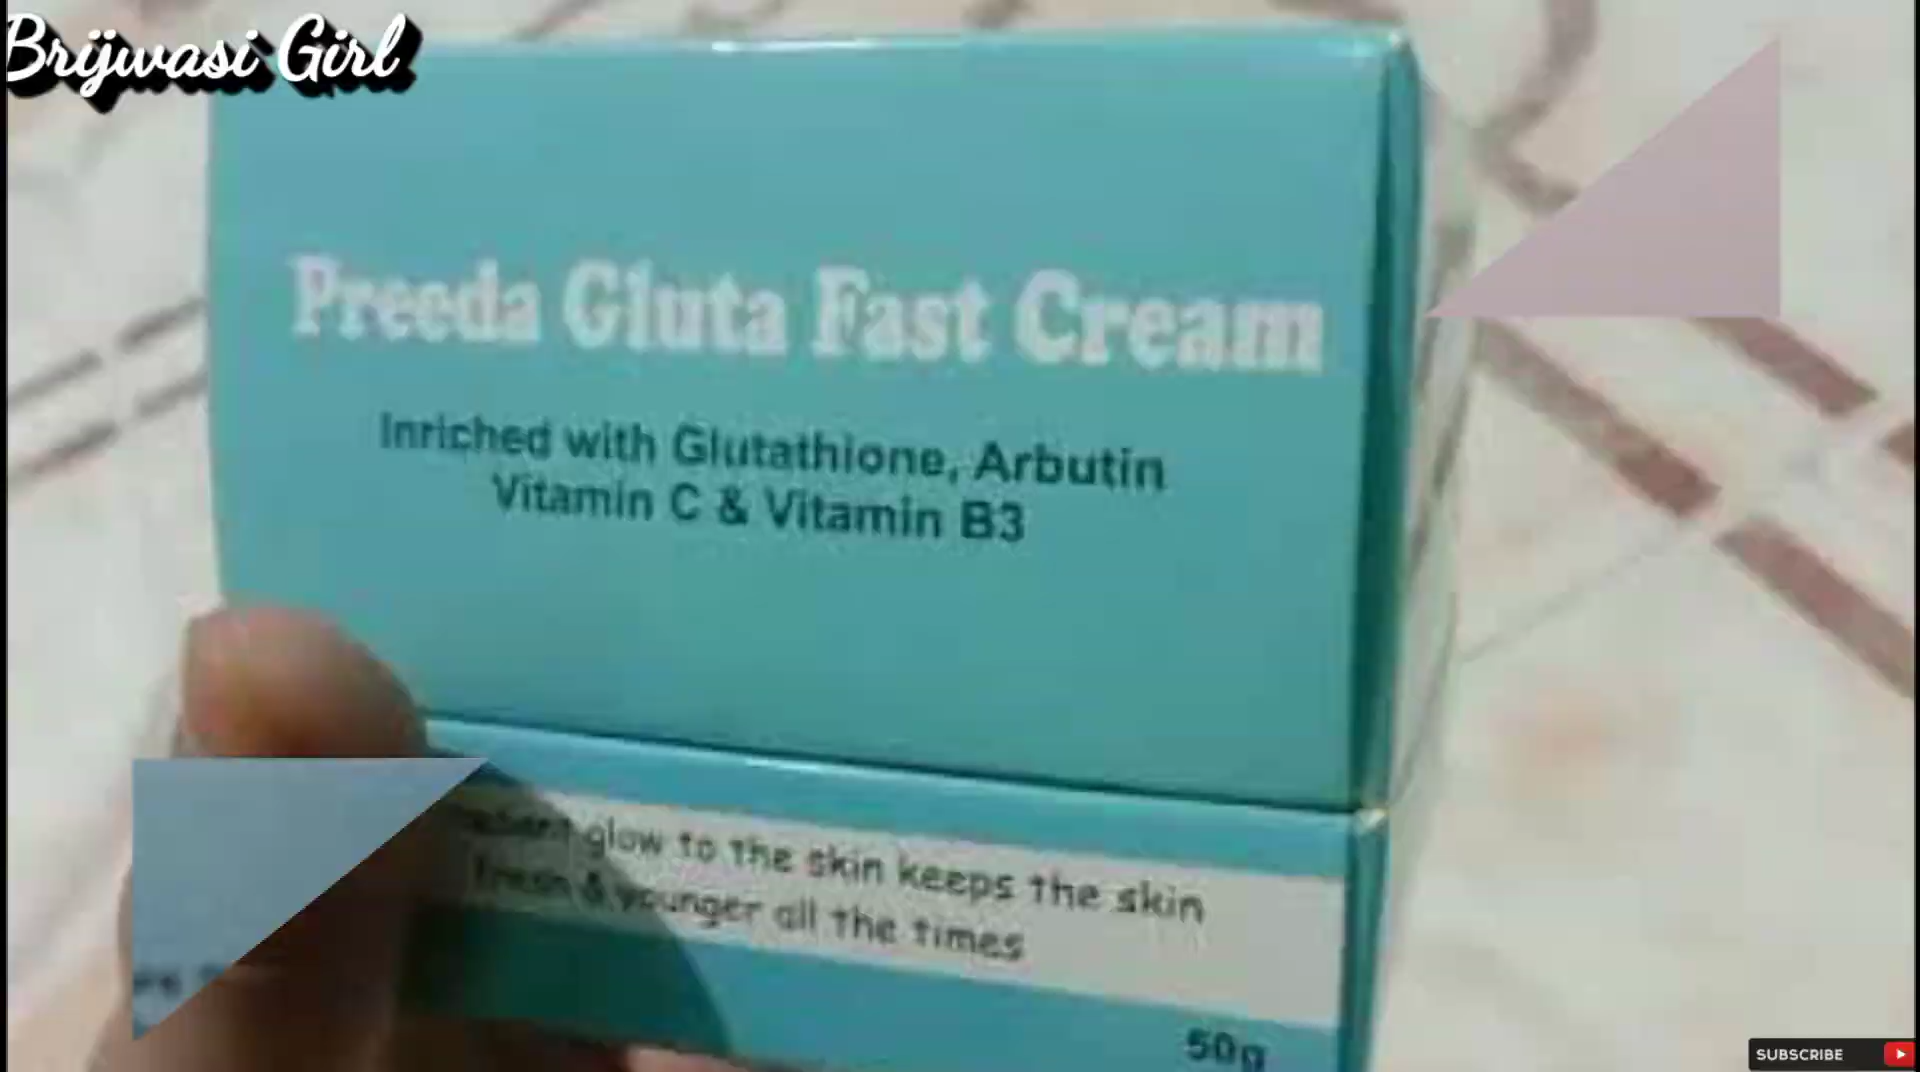 Brijwasi Girl
Preeda Gluta Fast Cream
Inriched with Glutathione, Arbutin
Vitamin C & Vitamin B3
glow to the skin keeps the skin
fresh & younger all the times
50g
SUBSCRIBE